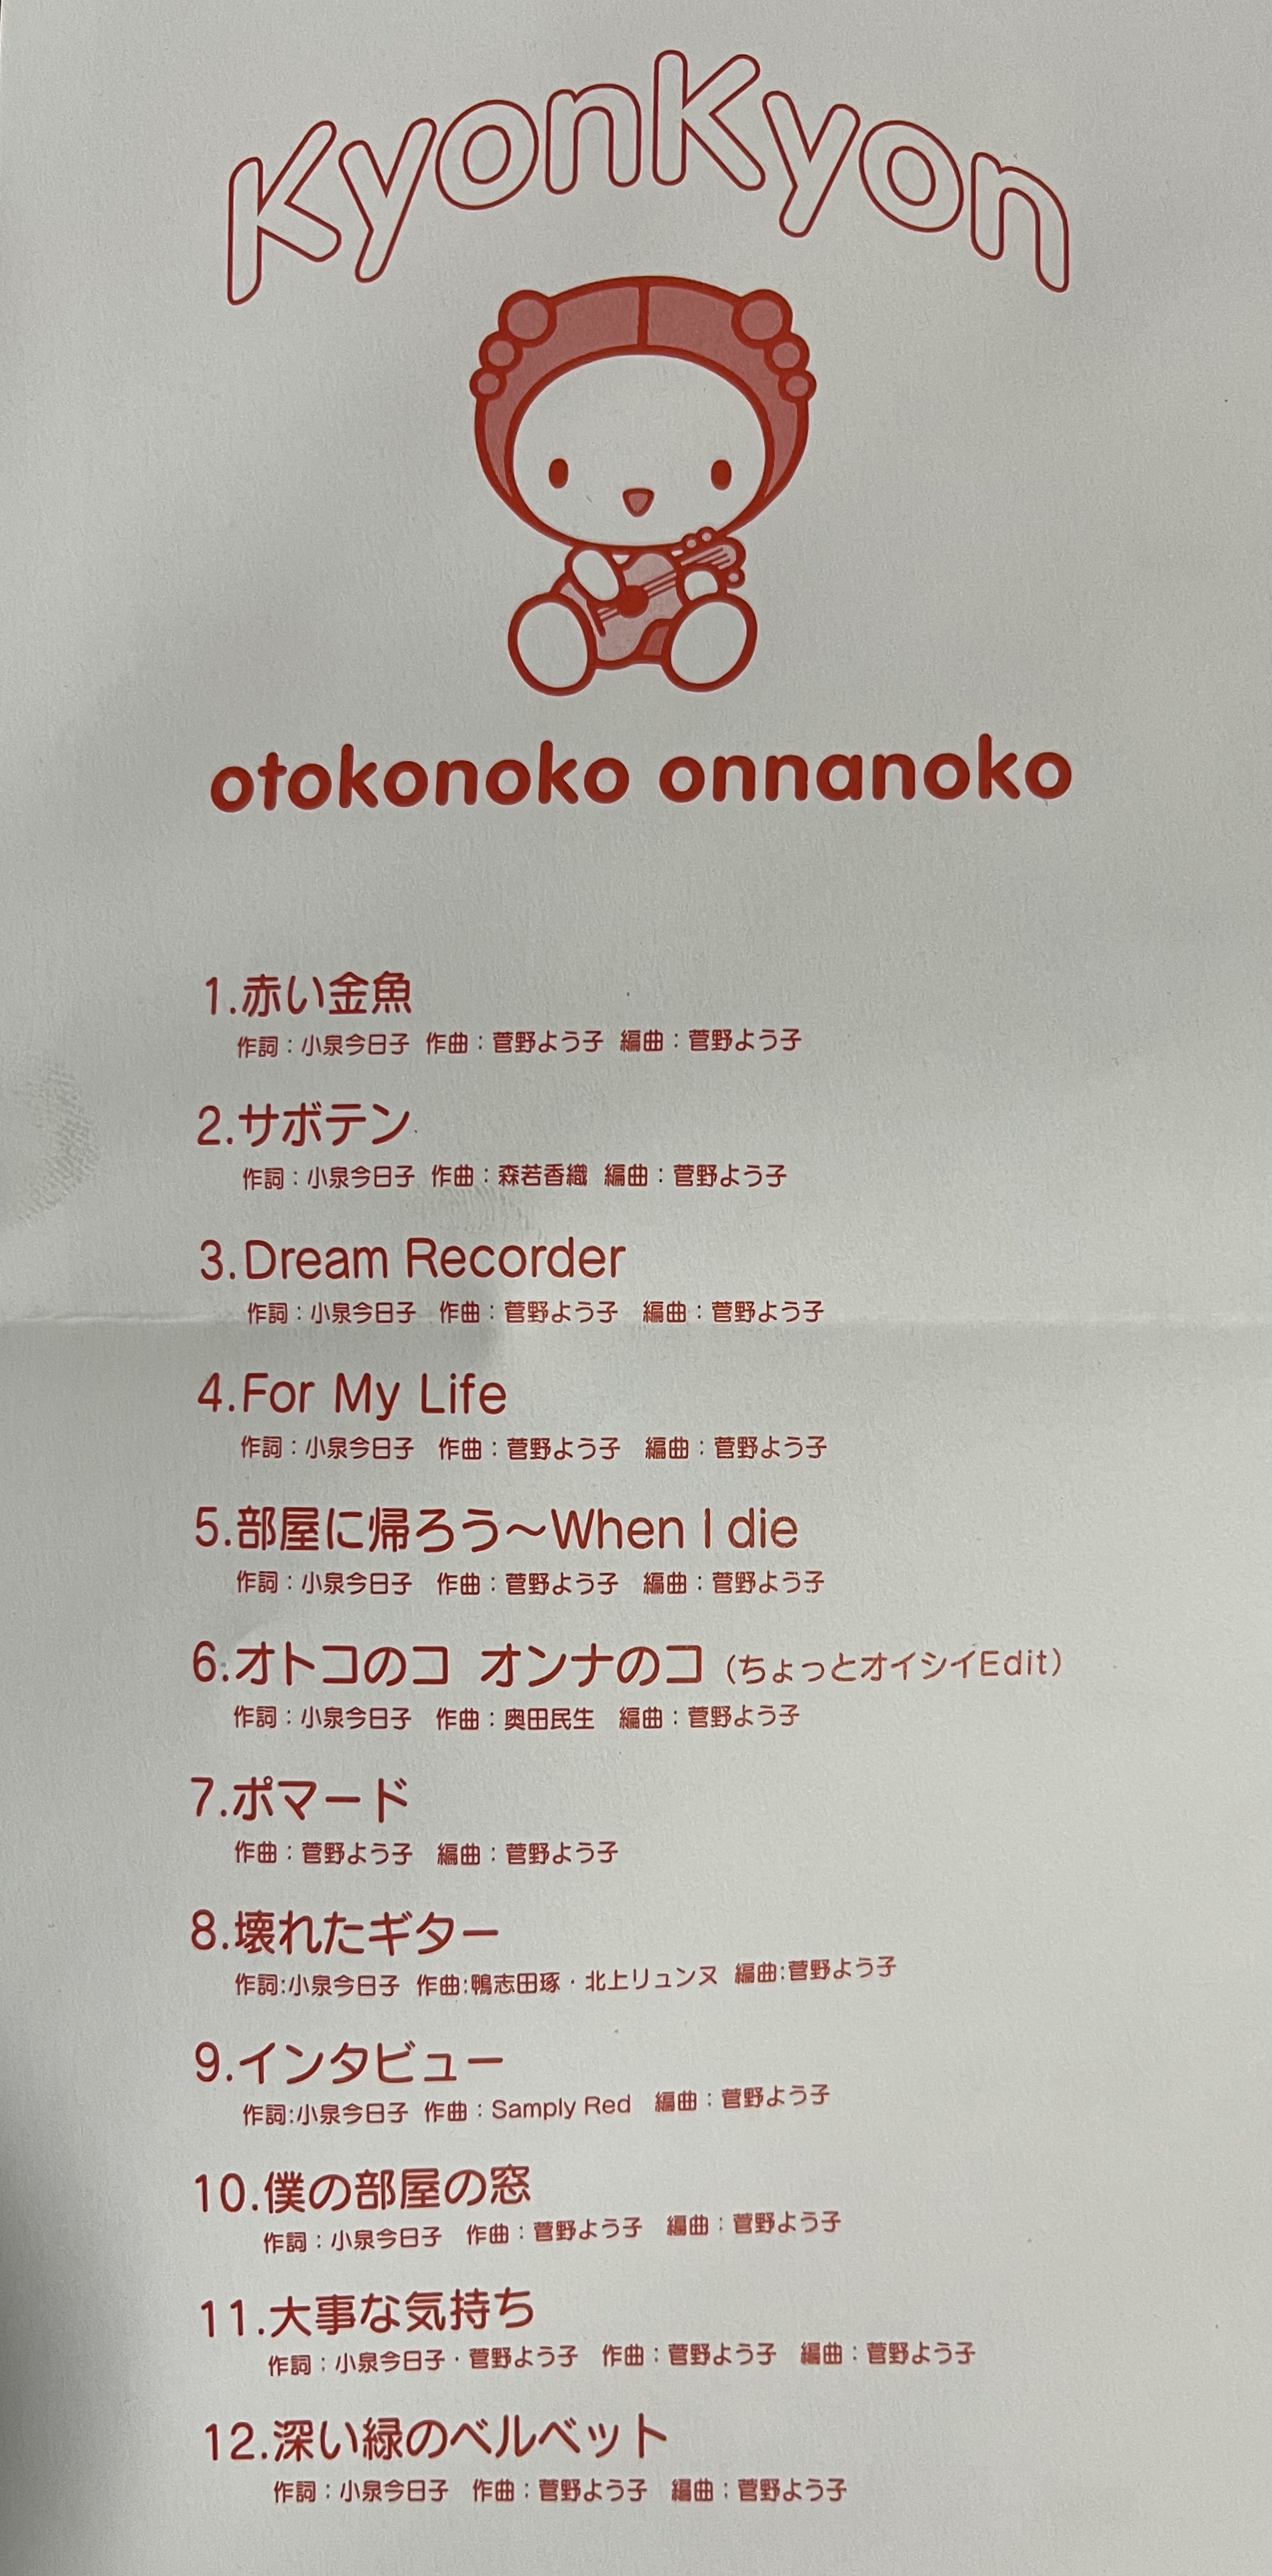 KyonKyon
otokonoko onnanoko
1.赤い金魚
作詞：小泉今日子 作曲：菅野よう子 編曲：菅野よう子
2.サボテン
作詞：小泉今日子 作曲：森若香織 編曲：菅野よう子
3.Dream Recorder
作詞：小泉今日子 作曲：菅野よう子 編曲：菅野よう子
4.For My Life
作詞：小泉今日子 作曲：菅野よう子 編曲：菅野よう子
5.部屋に帰ろう～When I die
作詞：小泉今日子 作曲：菅野よう子 編曲：菅野よう子
6.オトコのコ オンナのコ（ちょっとオイシイEdit）
作詞：小泉今日子 作曲：奥田民生 編曲：菅野よう子
7.ポマード
作曲：菅野よう子 編曲：菅野よう子
8.壊れたギター
作詞:小泉今日子 作曲:鴨志田琢・北上リュンヌ 編曲:菅野よう子
9.インタビュー
作詞:小泉今日子 作曲：Samply Red 編曲：菅野よう子
10.僕の部屋の窓
作詞：小泉今日子 作曲：菅野よう子 編曲：菅野よう子
11.大事な気持ち
作詞：小泉今日子・菅野よう子 作曲：菅野よう子 編曲：菅野よう子
12.深い緑のベルベット
作詞：小泉今日子 作曲：菅野よう子 編曲：菅野よう子